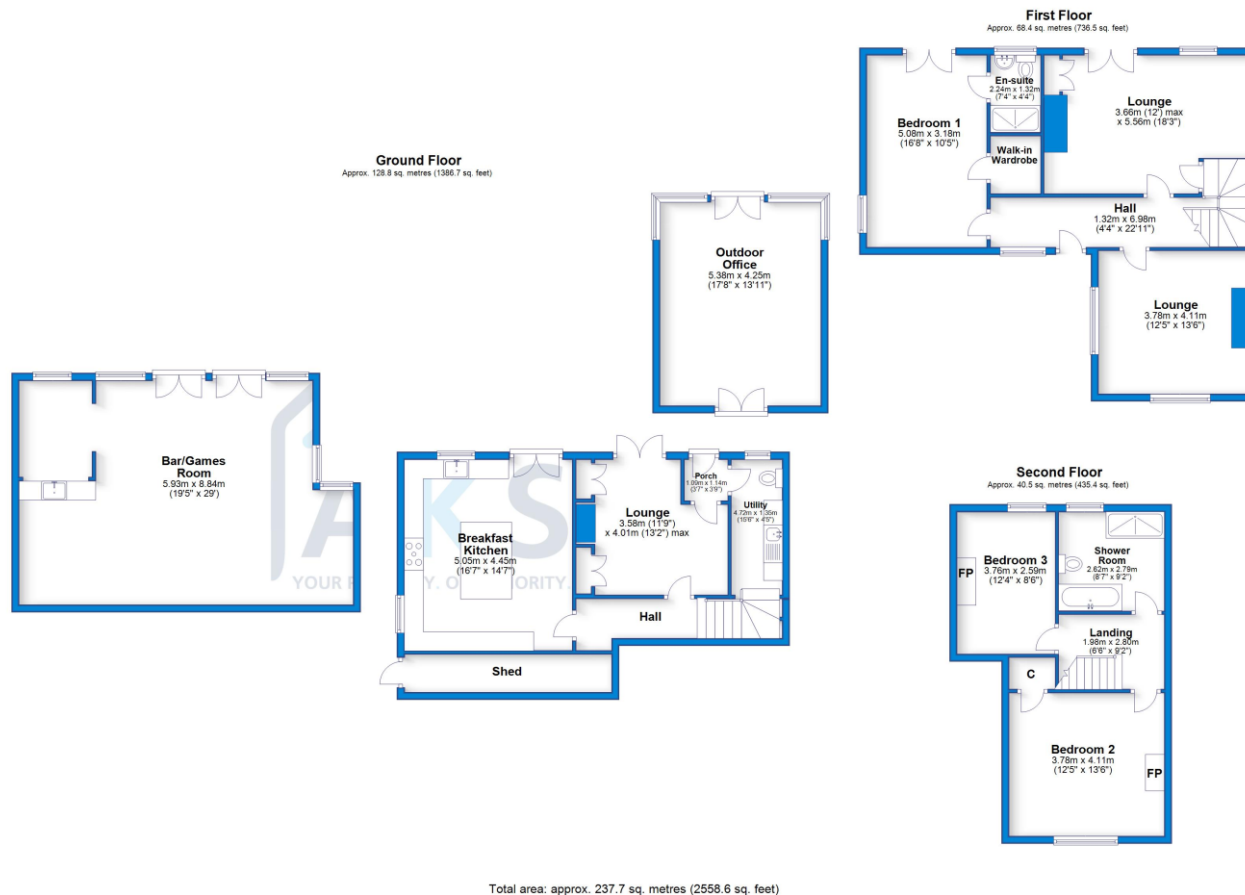 Ground Floor
Approx. 128.8 sq. metres (1386.7 sq. feet)
Bar/Games
Room
5.93m x 8.84m
(19'5" x 29')
Outdoor
Office
5.38m x 4.25m
(17'8" x 13'11")
Breakfast
Kitchen
5.05m x 4.45m
(16'7" x 14'7")
Lounge
3.58m (11'9")
x 4.01m (13'2") max
Porch
1.09m x 1.14m
(3'7" x 3'9")
Utility
4.72m x 1.35m
(15'6" x 4'5")
Hall
Shed
First Floor
Approx. 68.4 sq. metres (736.5 sq. feet)
Bedroom 1
5.08m x 3.18m
(16'8" x 10'5")
En-suite
2.24m x 1.32m
(7'4" x 4'4")
Walk-in
Wardrobe
Lounge
3.66m (12') max
x 5.56m (18'3")
Hall
1.32m x 6.98m
(4'4" x 22'11")
Lounge
3.78m x 4.11m
(12'5" x 13'6")
Second Floor
Approx. 40.5 sq. metres (435.4 sq. feet)
Bedroom 3
3.76m x 2.59m
(12'4" x 8'6")
FP
Shower
Room
2.62m x 2.79m
(8'7" x 9'2")
Landing
1.98m x 2.80m
(6'6" x 9'2")
C
Bedroom 2
3.78m x 4.11m
(12'5" x 13'6")
FP
Total area: approx. 237.7 sq. metres (2558.6 sq. feet)